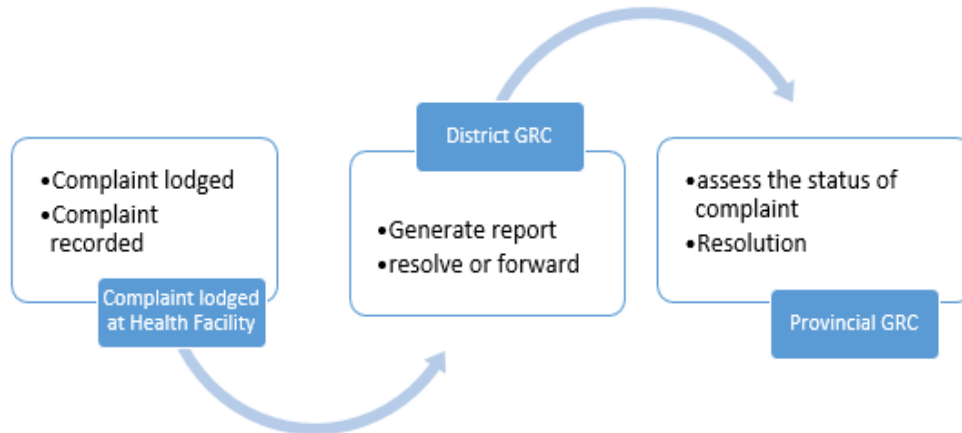 •Complaint lodged
•Complaint
recorded
Complaint lodged
at Health Facility
District GRC
•Generate report
•resolve or forward
•assess the status of
complaint
•Resolution
Provincial GRC